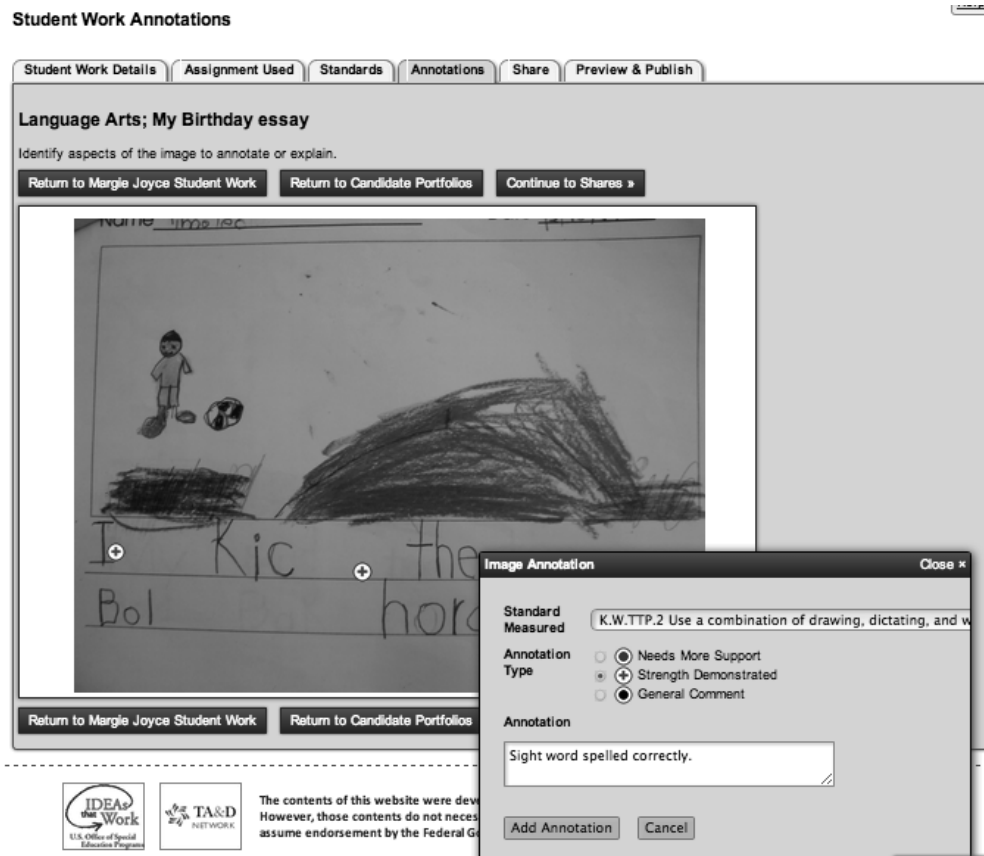 Student Work Annotations
Student Work Details Assignment Used Standards Annotations Share Preview & Publish
Language Arts; My Birthday essay
Identify aspects of the image to annotate or explain.
Return to Margie Joyce Student Work Return to Candidate Portfolios Continue to Shares »
Name
I Kic the
Bol hard
Image Annotation Close ×
Standard Measured K.W.TTP.2 Use a combination of drawing, dictating, and w
Annotation Type
Needs More Support
Strength Demonstrated
General Comment
Annotation
Sight word spelled correctly.
Add Annotation Cancel
Return to Margie Joyce Student Work Return to Candidate Portfolios
IDEAs that Work
U.S. Office of Special Education Programs
TA&D NETWORK
The contents of this website were deve
However, those contents do not neces
assume endorsement by the Federal Go